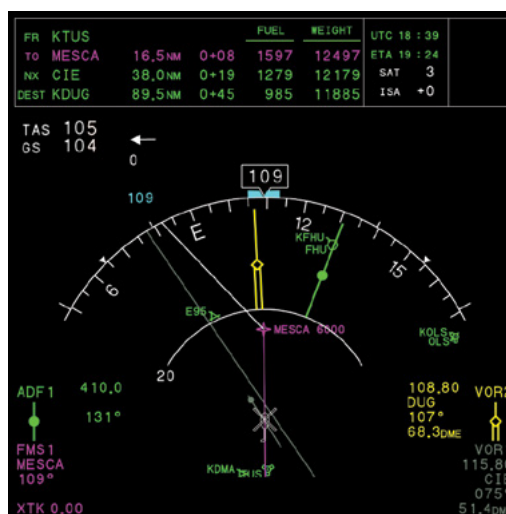 FUEL WEIGHT
FR KTUS
TO MESCA 16.5NM 0+08 1597 12497
NX CIE 38.0NM 0+19 1279 12179
DEST KDUG 89.5NM 0+45 985 11885
UTC 18:39
ETA 19:24
SAT 3
ISA +0
TAS 105
GS 104
0
109
109
6
E
12
15
KFHU
FHU
E95
MESCA 6000
KOLS
OLS
20
KDMA
ADF1 410.0
131°
FMS1
MESCA
109°
XTK 0.00
108.80 VOR2
DUG
107°
68.3DME
VOR1
115.80
CIE
075°
51.4DM